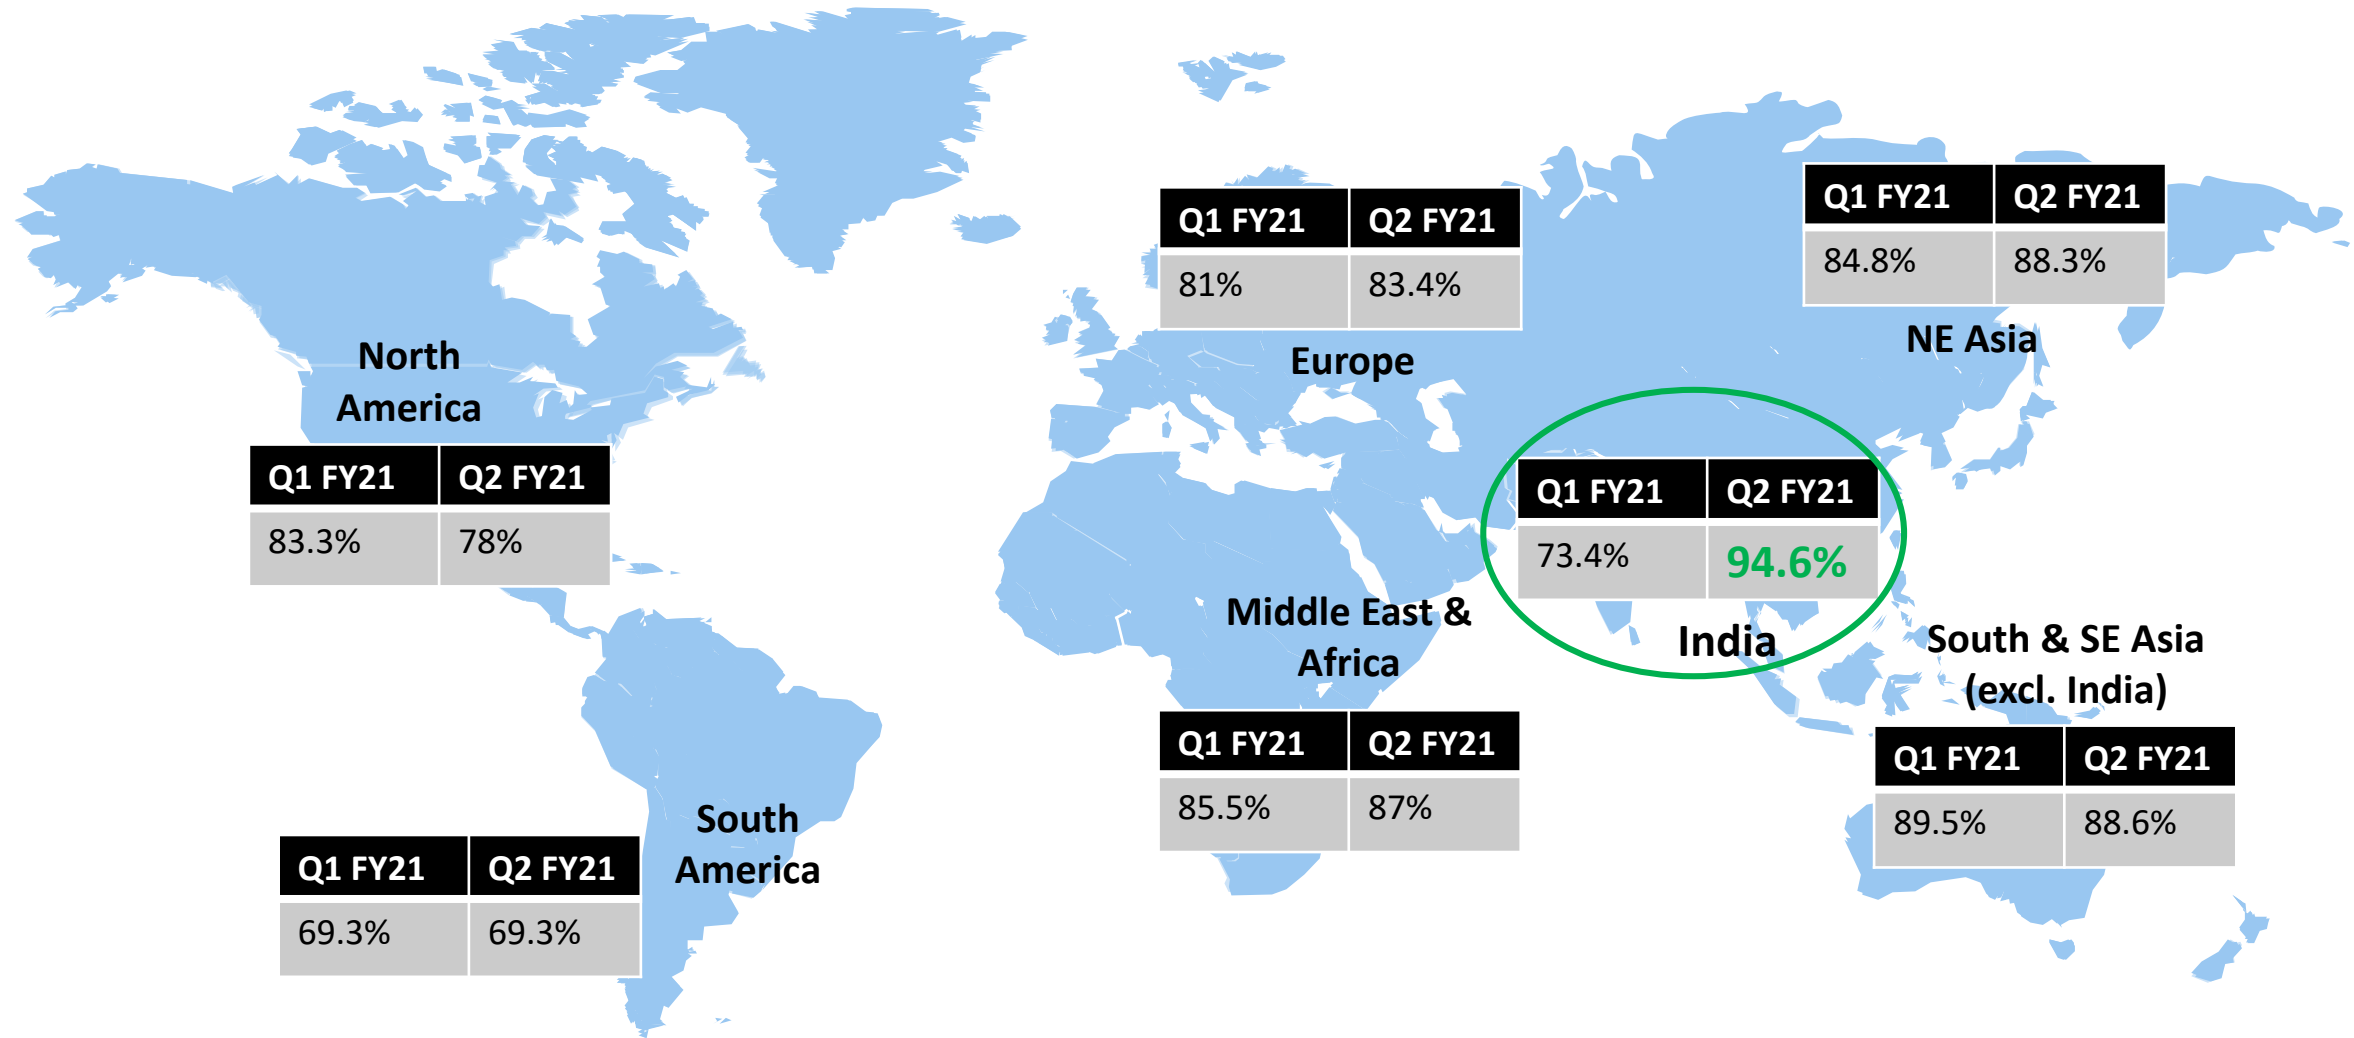 North
America
Q1 FY21 Q2 FY21
83.3% 78%
South
America
Q1 FY21 Q2 FY21
69.3% 69.3%
Q1 FY21 Q2 FY21
81% 83.4%
Europe
Middle East &
Africa
Q1 FY21 Q2 FY21
85.5% 87%
Q1 FY21 Q2 FY21
84.8% 88.3%
NE Asia
Q1 FY21 Q2 FY21
73.4% 94.6%
India
South & SE Asia
(excl. India)
Q1 FY21 Q2 FY21
89.5% 88.6%